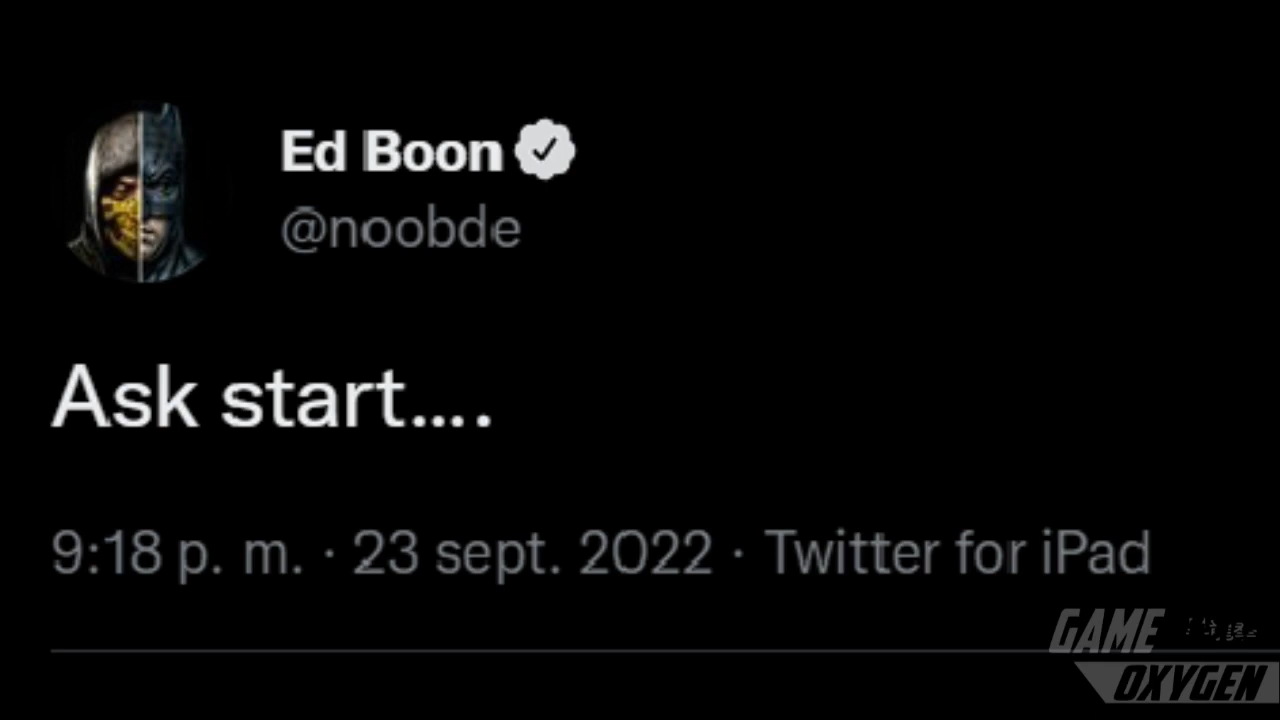 Ed Boon
@noobde
Ask start....
9:18 p. m. · 23 sept. 2022 · Twitter for iPad
GAME
OXYGEN